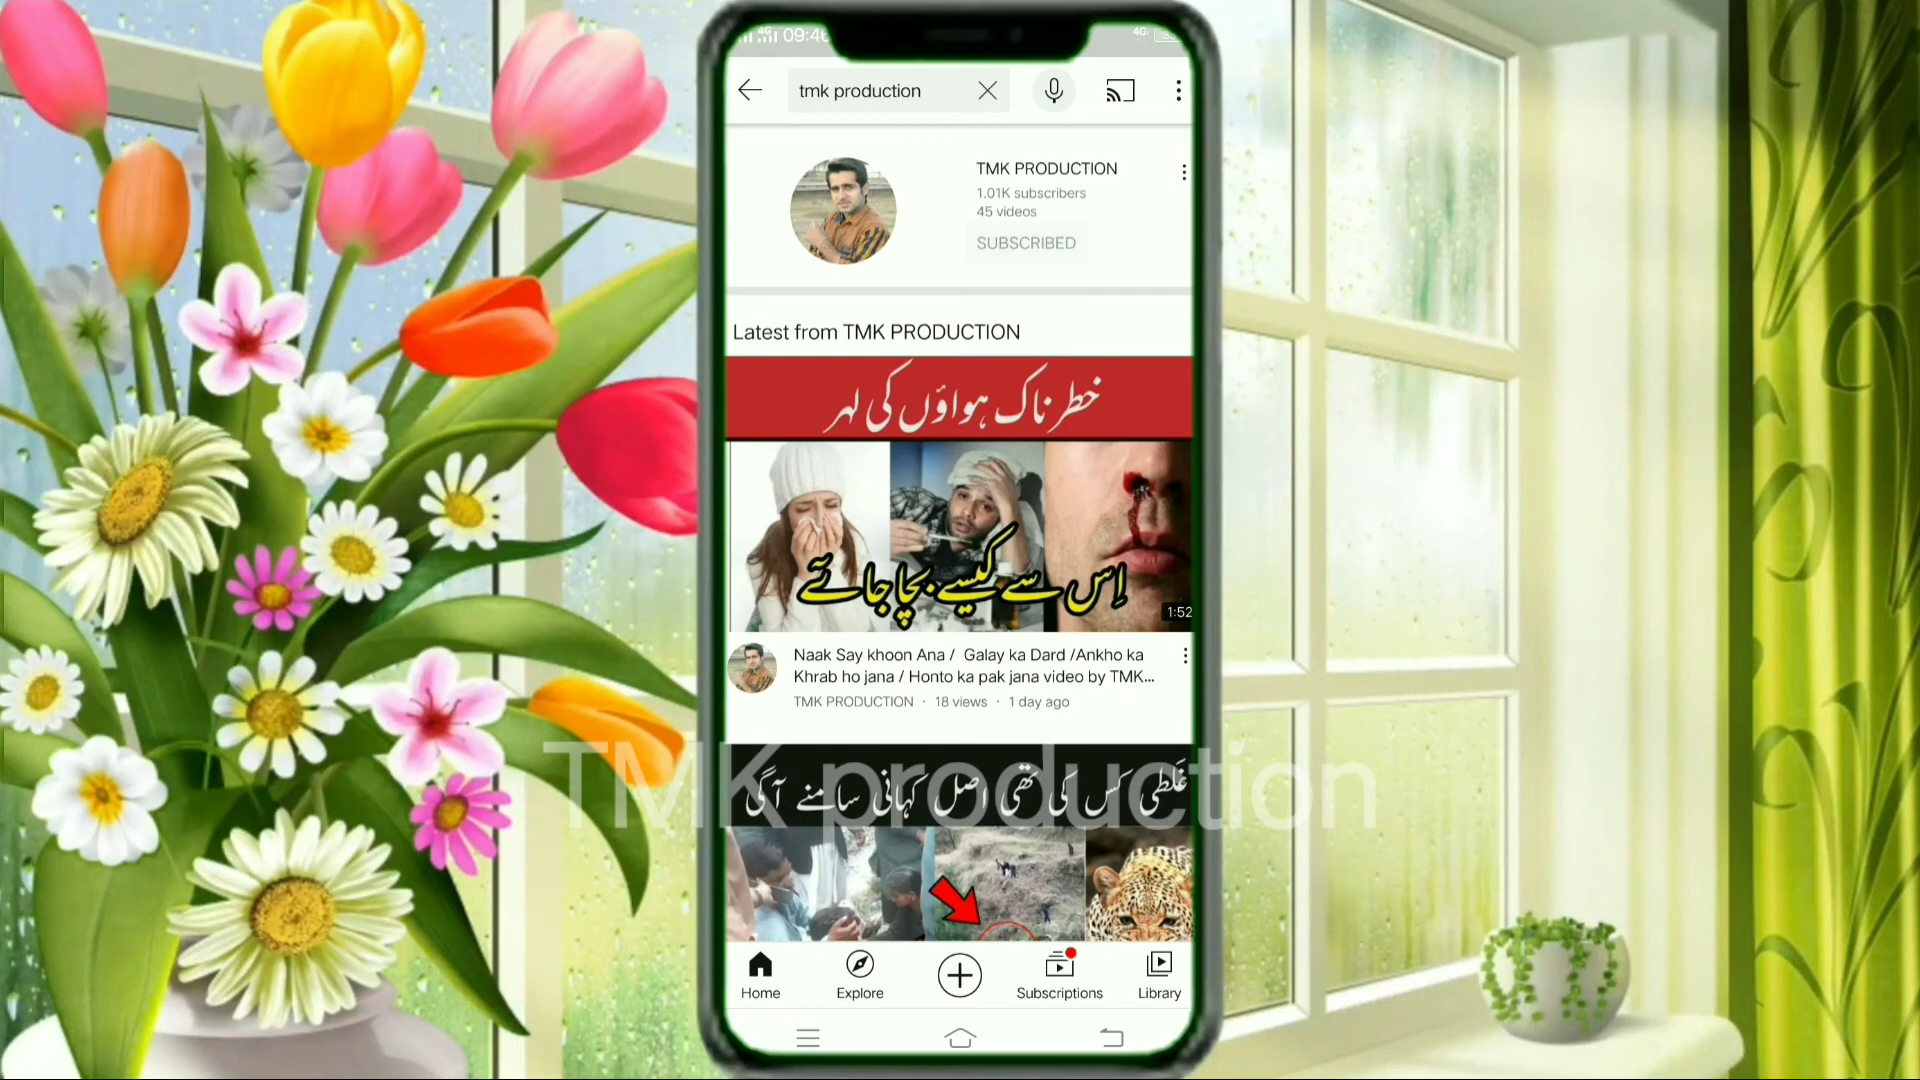 4G 09:46
4G
tmk production
TMK PRODUCTION
1.01K subscribers
45 videos
SUBSCRIBED
Latest from TMK PRODUCTION
خطرناک ہواؤں کی لہر
اِس سے کیسے بچا جائے
1:52
Naak Say khoon Ana / Galay ka Dard /Ankho ka
Khrab ho jana / Honto ka pak jana video by TMK...
TMK PRODUCTION · 18 views · 1 day ago
TMK production
غلطی کس کی تھی اصل کہانی سامنے آگی
Home
Explore
Subscriptions
Library